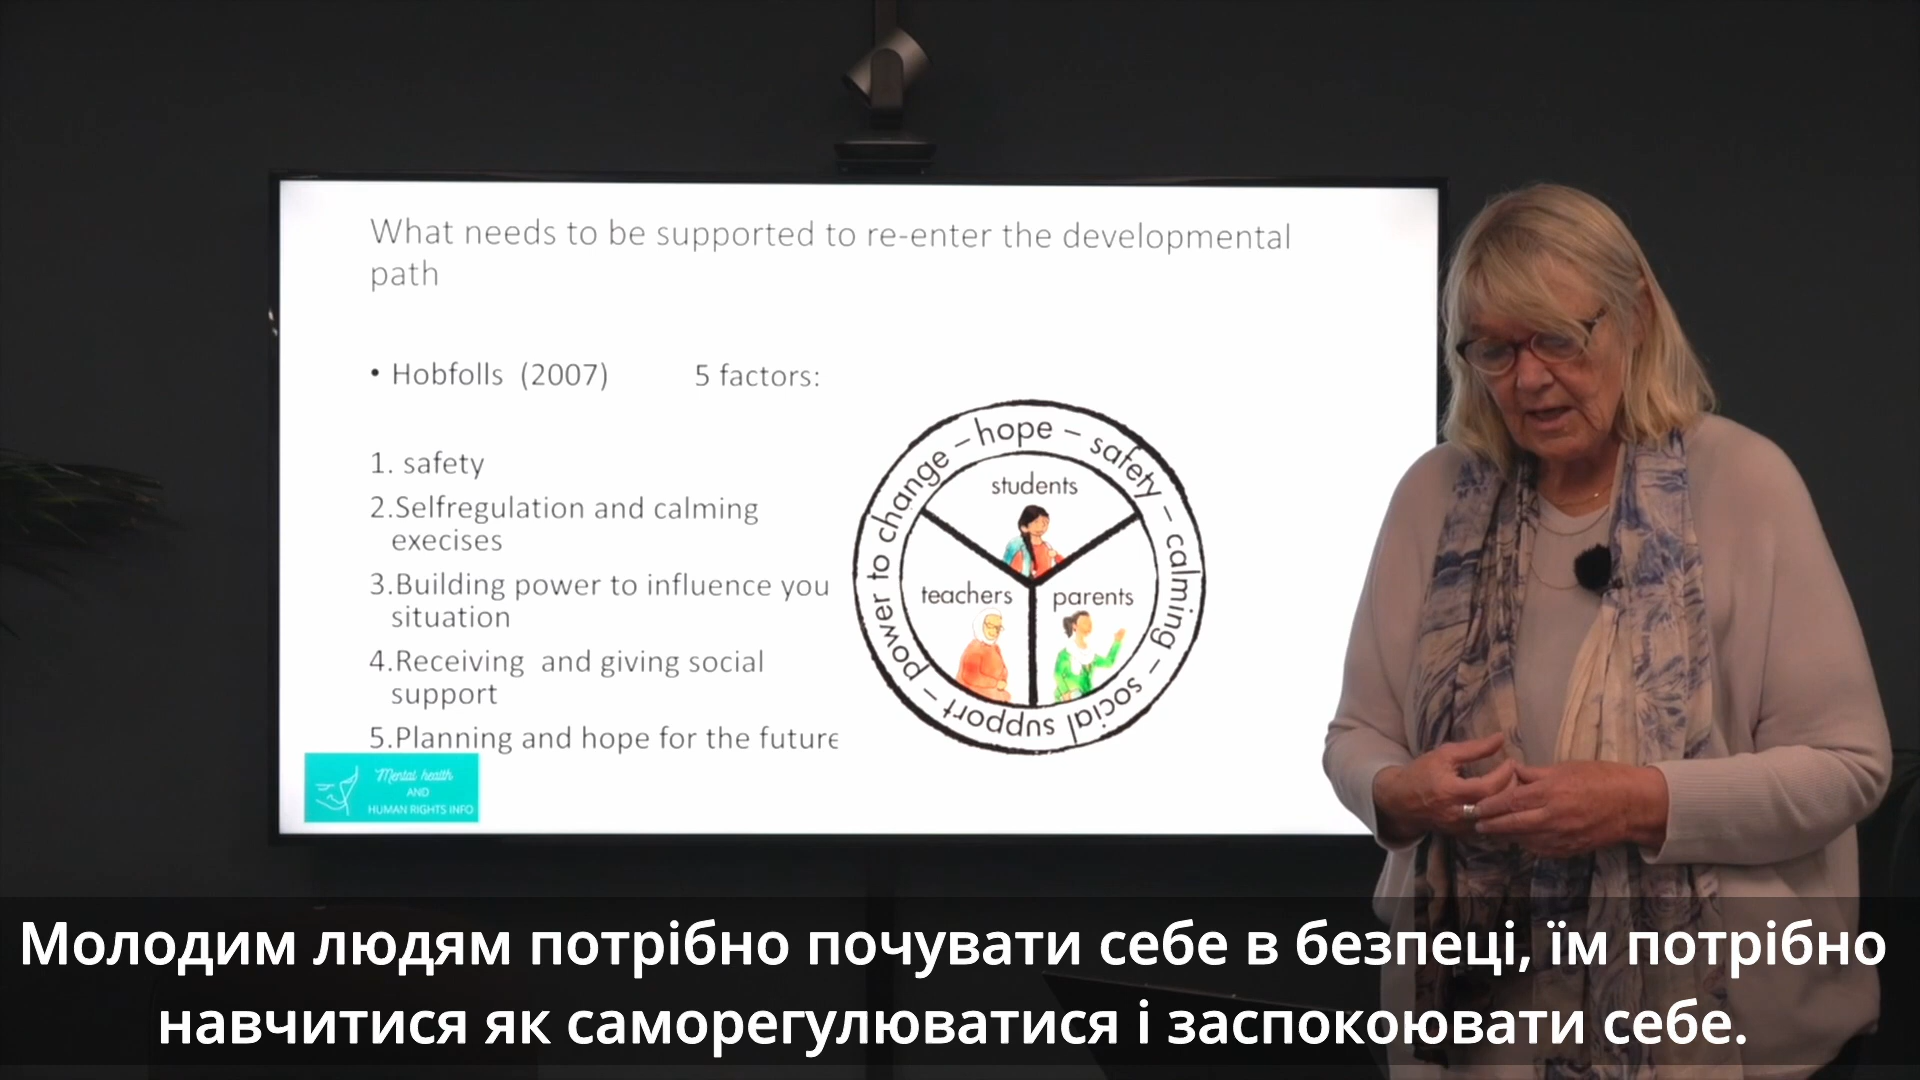 What needs to be supported to re-enter the developmental
path
• Hobfolls (2007) 5 factors:
1. safety
2.Selfregulation and calming
execises
3.Building power to influence you
situation
4.Receiving and giving social
support
5.Planning and hope for the future
power to change – hope – safety – calming – social support –
students
teachers
parents
Mental health
AND
HUMAN RIGHTS INFO
Молодим людям потрібно почувати себе в безпеці, їм потрібно
навчитися як саморегулюватися і заспокоювати себе.